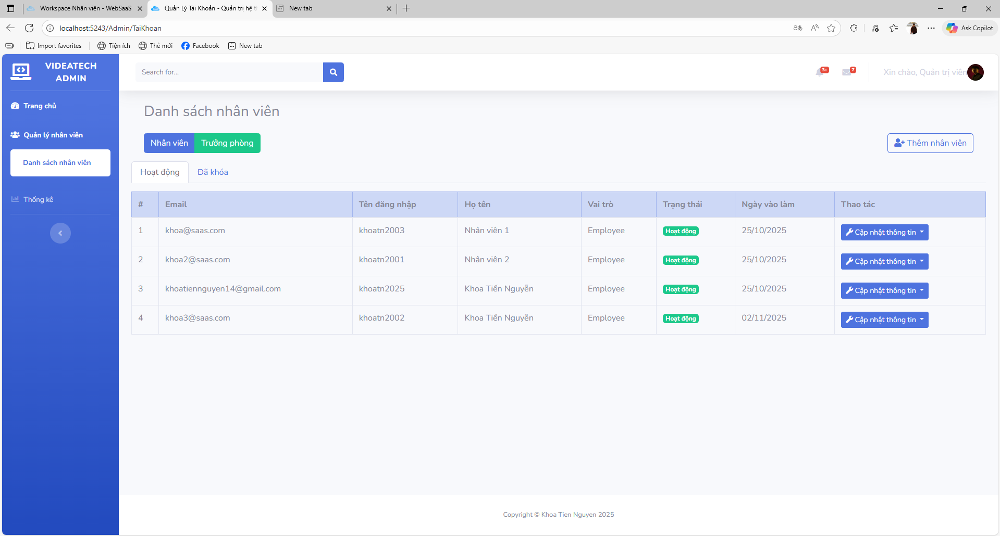 Workspace Nhân viên - WebSaaS
Quản Lý Tài Khoản - Quản trị hệ t
New tab
localhost:5243/Admin/TaiKhoan
Ask Copilot
Import favorites
Tiện ích
Thẻ mới
Facebook
New tab
VIDEATECH ADMIN
Search for...
3+
7
Xin chào, Quản trị viên
Trang chủ
Quản lý nhân viên
Danh sách nhân viên
Thống kê
Danh sách nhân viên
Nhân viên Trưởng phòng
Thêm nhân viên
Hoạt động Đã khóa
# Email Tên đăng nhập Họ tên Vai trò Trạng thái Ngày vào làm Thao tác
1 khoa@saas.com khoatn2003 Nhân viên 1 Employee Hoạt động 25/10/2025 Cập nhật thông tin
2 khoa2@saas.com khoatn2001 Nhân viên 2 Employee Hoạt động 25/10/2025 Cập nhật thông tin
3 khoatiennguyen14@gmail.com khoatn2025 Khoa Tiến Nguyễn Employee Hoạt động 25/10/2025 Cập nhật thông tin
4 khoa3@saas.com khoatn2002 Khoa Tiến Nguyễn Employee Hoạt động 02/11/2025 Cập nhật thông tin
Copyright © Khoa Tien Nguyen 2025